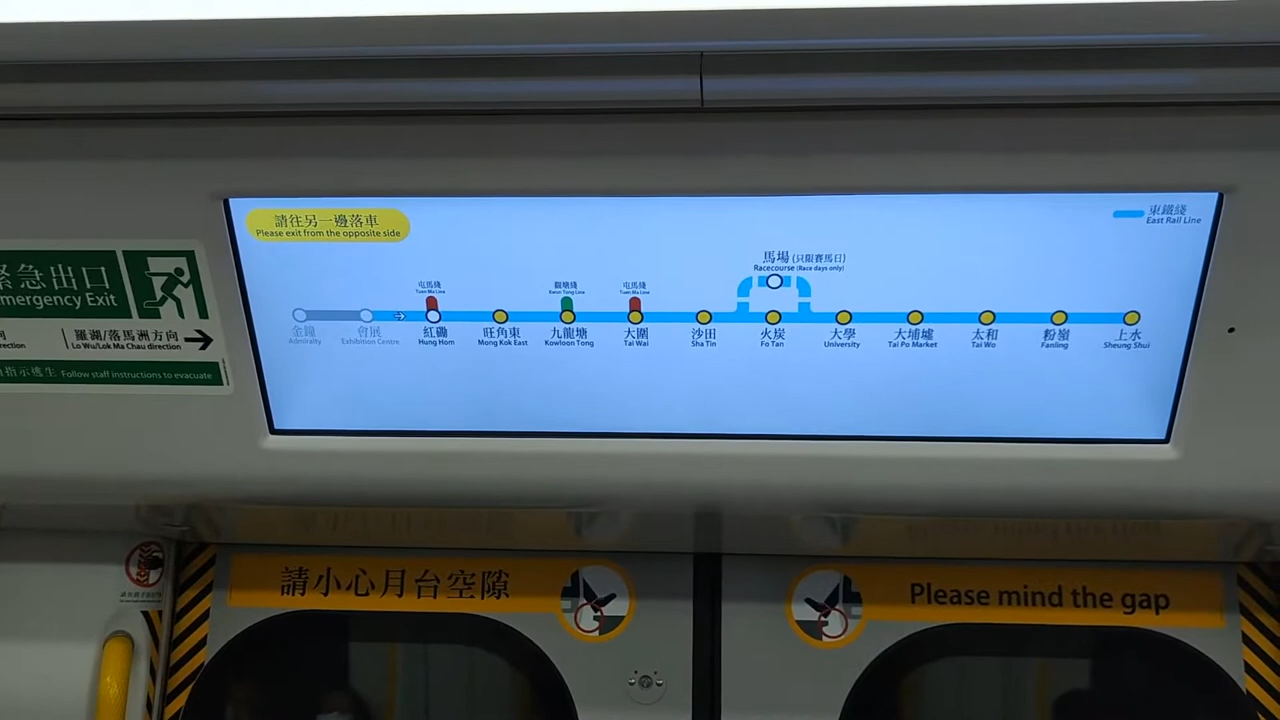 請往另一邊落車
Please exit from the opposite side
東鐵綫
East Rail Line
馬場 (只限賽馬日)
Racecourse (Race days only)
屯馬綫
Tuen Ma Line
觀塘綫
Kwun Tong Line
屯馬綫
Tuen Ma Line
金鐘
Admiralty
會展
Exhibition Centre
紅磡
Hung Hom
旺角東
Mong Kok East
九龍塘
Kowloon Tong
大圍
Tai Wai
沙田
Sha Tin
火炭
Fo Tan
大學
University
大埔墟
Tai Po Market
太和
Tai Wo
粉嶺
Fanling
上水
Sheung Shui
緊急出口
mergency Exit
向
rection
羅湖/落馬洲方向
Lo Wu/Lok Ma Chau direction
指示逃生 Follow staff instructions to evacuate
請小心月台空隙
Please mind the gap